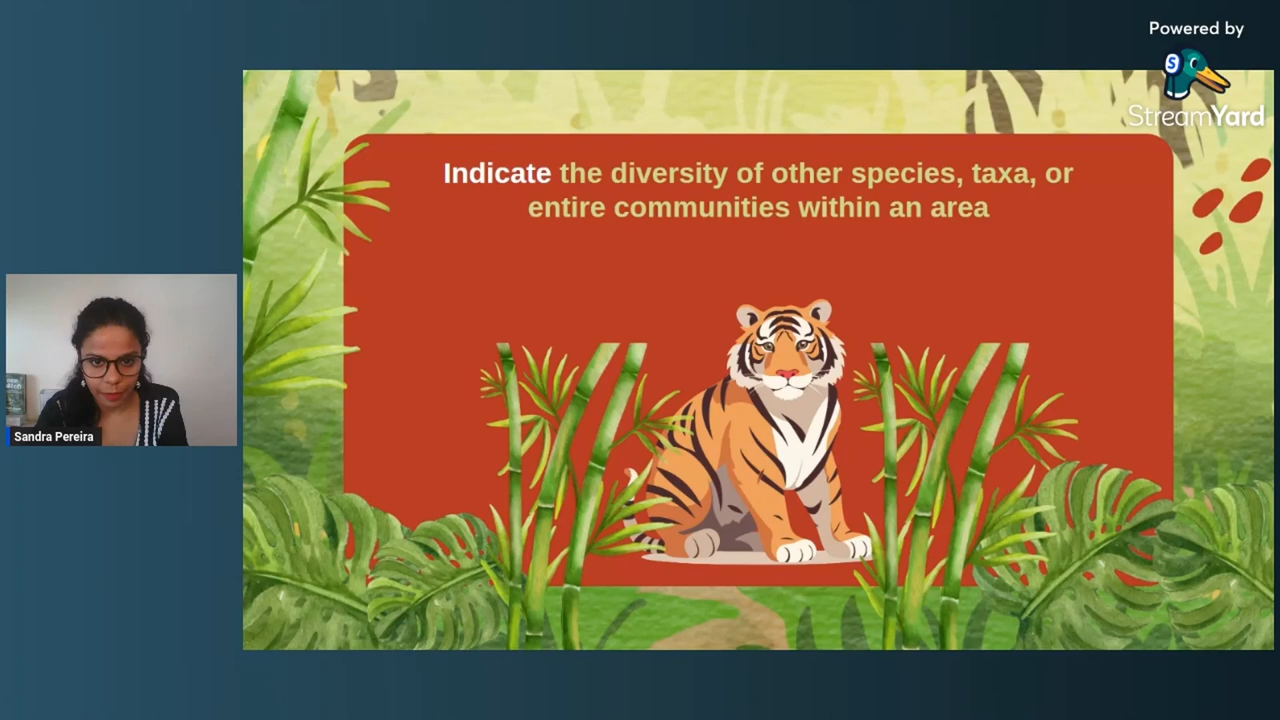 Powered by
S
StreamYard
Indicate the diversity of other species, taxa, or
entire communities within an area
Sandra Pereira